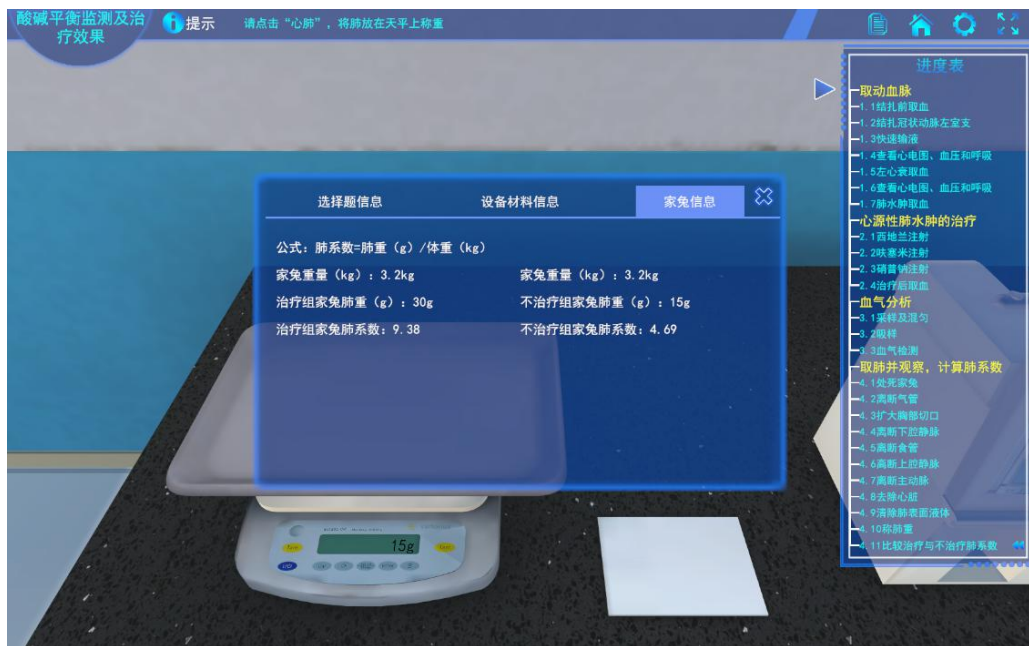 酸碱平衡监测及治
疗效果
提示
请点击“心肺”，将肺放在天平上称重
进度表
取动血脉
1.1结扎前取血
1.2结扎冠状动脉左室支
1.3快速输液
1.4查看心电图、血压和呼吸
1.5左心衰取血
1.6查看心电图、血压和呼吸
1.7肺水肿取血
心源性肺水肿的治疗
2.1西地兰注射
2.2呋塞米注射
2.3硝普钠注射
2.4治疗后取血
血气分析
3.1采样及混匀
3.2吸样
3.3血气检测
取肺并观察，计算肺系数
4.1处死家兔
4.2离断气管
4.3扩大胸部切口
4.4离断下腔静脉
4.5离断食管
4.6离断上腔静脉
4.7离断主动脉
4.8去除心脏
4.9清除肺表面液体
4.10称肺重
4.11比较治疗与不治疗肺系数
选择题信息
设备材料信息
家兔信息
公式：肺系数=肺重（g）/体重（kg）
家兔重量（kg）：3.2kg
家兔重量（kg）：3.2kg
治疗组家兔肺重（g）：30g
不治疗组家兔肺重（g）：15g
治疗组家兔肺系数：9.38
不治疗组家兔肺系数：4.69
15g